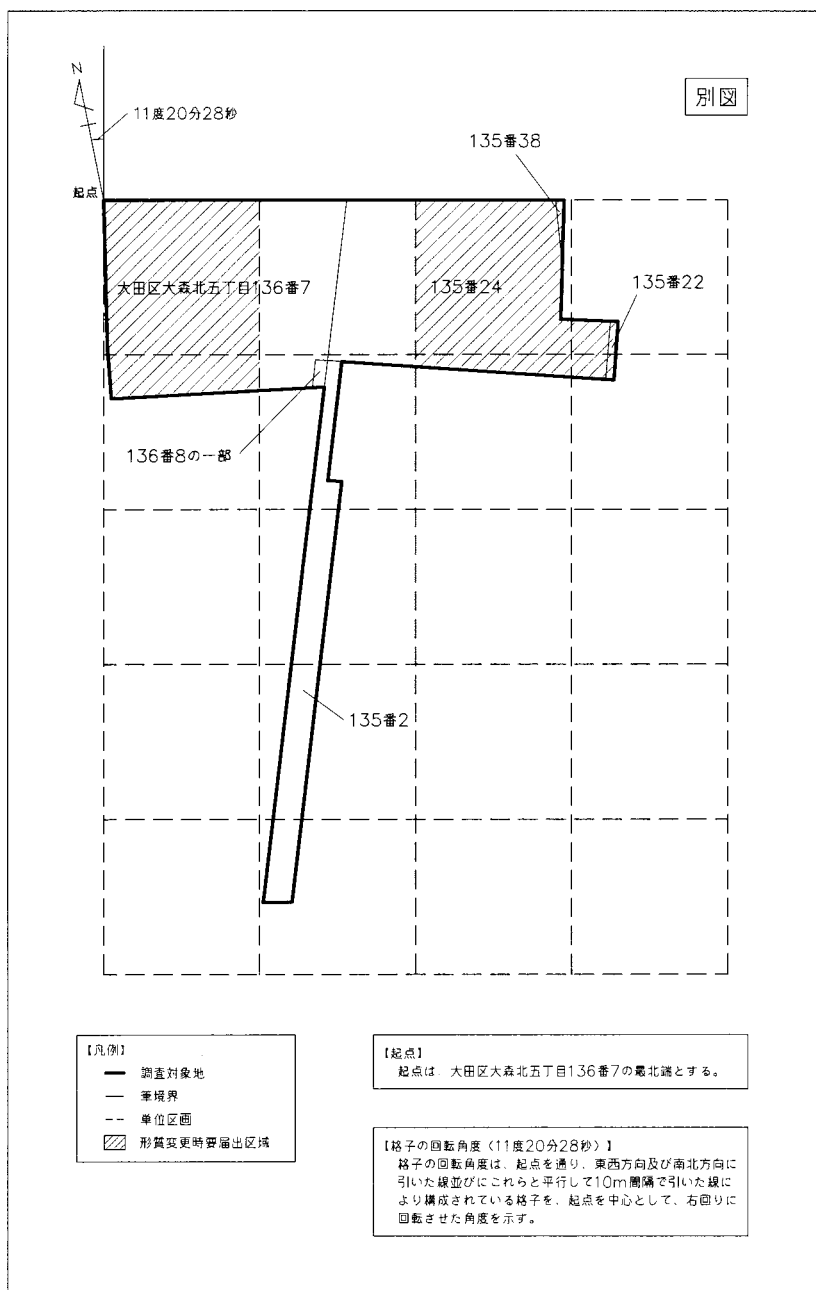 別図
N
11度20分28秒
135番38
起点
大田区大森北五丁目136番7
135番24
135番22
136番8の一部
135番2
【凡例】
調査対象地
筆境界
単位区画
形質変更時要届出区域
【起点】
起点は、大田区大森北五丁目136番7の最北端とする。
【格子の回転角度（11度20分28秒）】
格子の回転角度は、起点を通り、東西方向及び南北方向に
引いた線並びにこれらと平行して10m間隔で引いた線に
より構成されている格子を、起点を中心として、右回りに
回転させた角度を示す。